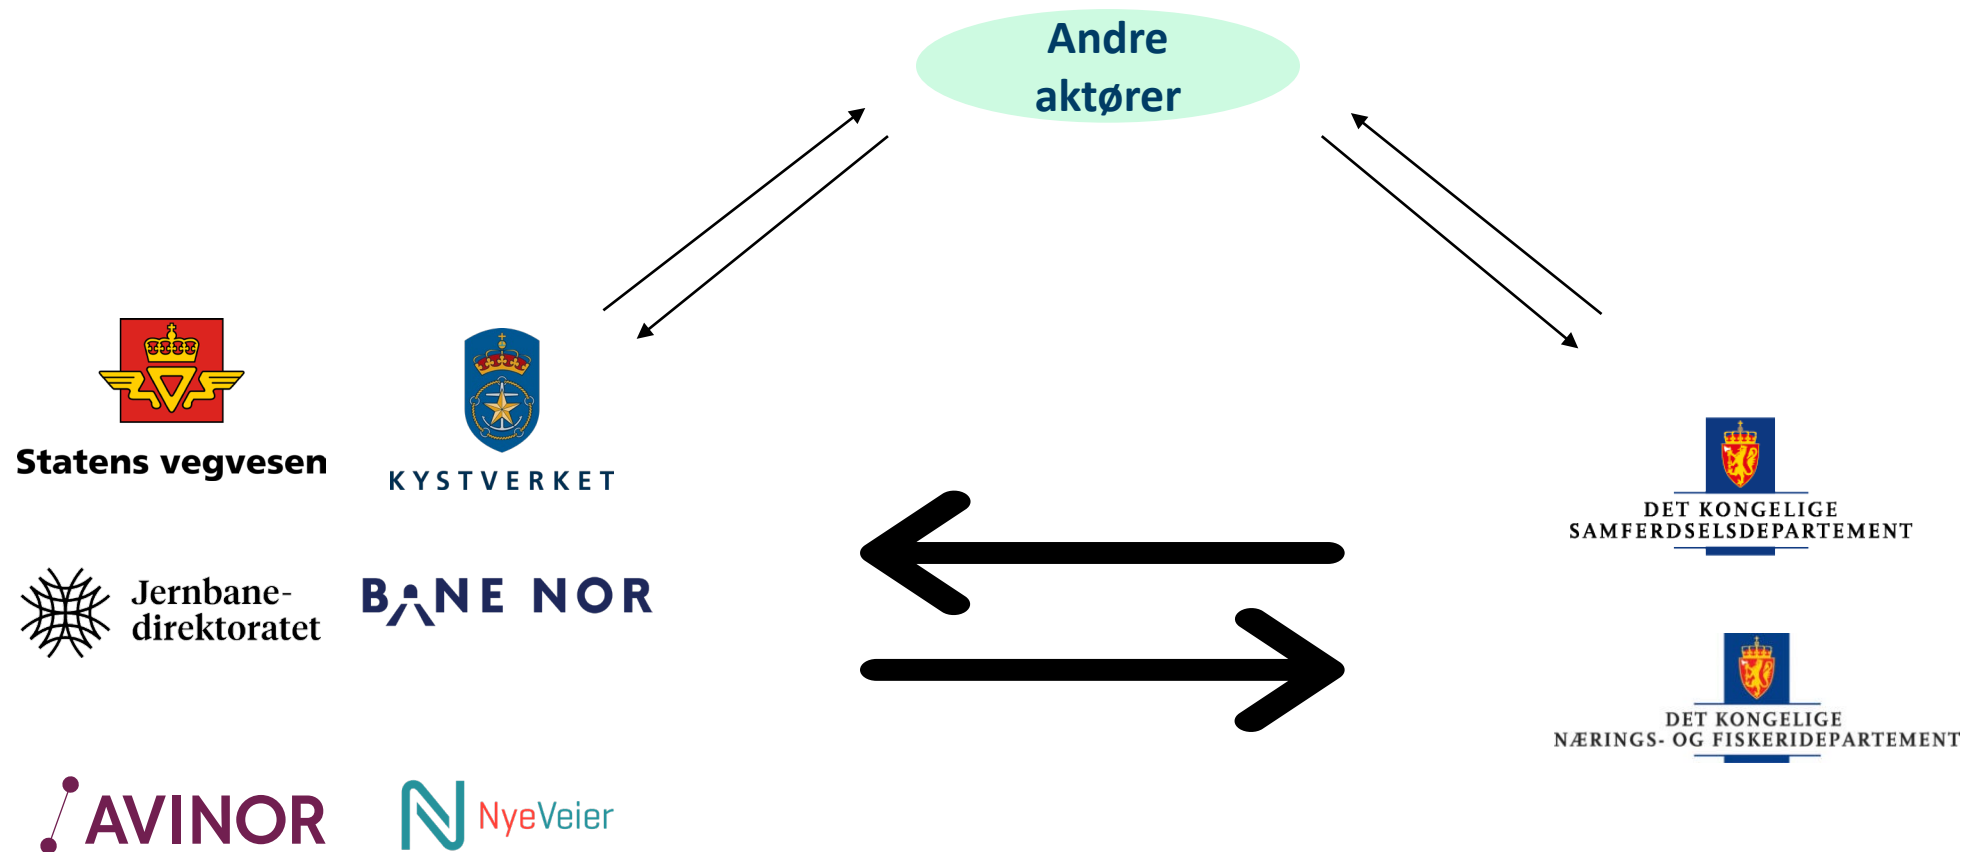 Andre
aktører
Statens vegvesen
KYSTVERKET
Jernbane-
direktoratet
BANE NOR
AVINOR
NyeVeier
DET KONGELIGE
SAMFERDSELSDEPARTEMENT
DET KONGELIGE
NÆRINGS- OG FISKERIDEPARTEMENT